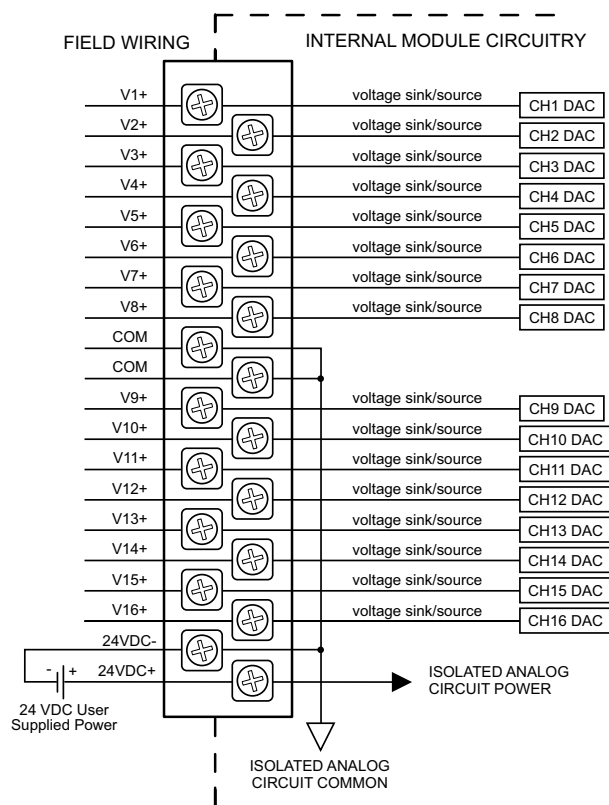 FIELD WIRING INTERNAL MODULE CIRCUITRY
V1+ voltage sink/source CH1 DAC
V2+ voltage sink/source CH2 DAC
V3+ voltage sink/source CH3 DAC
V4+ voltage sink/source CH4 DAC
V5+ voltage sink/source CH5 DAC
V6+ voltage sink/source CH6 DAC
V7+ voltage sink/source CH7 DAC
V8+ voltage sink/source CH8 DAC
COM
COM
V9+ voltage sink/source CH9 DAC
V10+ voltage sink/source CH10 DAC
V11+ voltage sink/source CH11 DAC
V12+ voltage sink/source CH12 DAC
V13+ voltage sink/source CH13 DAC
V14+ voltage sink/source CH14 DAC
V15+ voltage sink/source CH15 DAC
V16+ voltage sink/source CH16 DAC
24VDC-
- + 24VDC+
ISOLATED ANALOG
CIRCUIT POWER
24 VDC User
Supplied Power
ISOLATED ANALOG
CIRCUIT COMMON